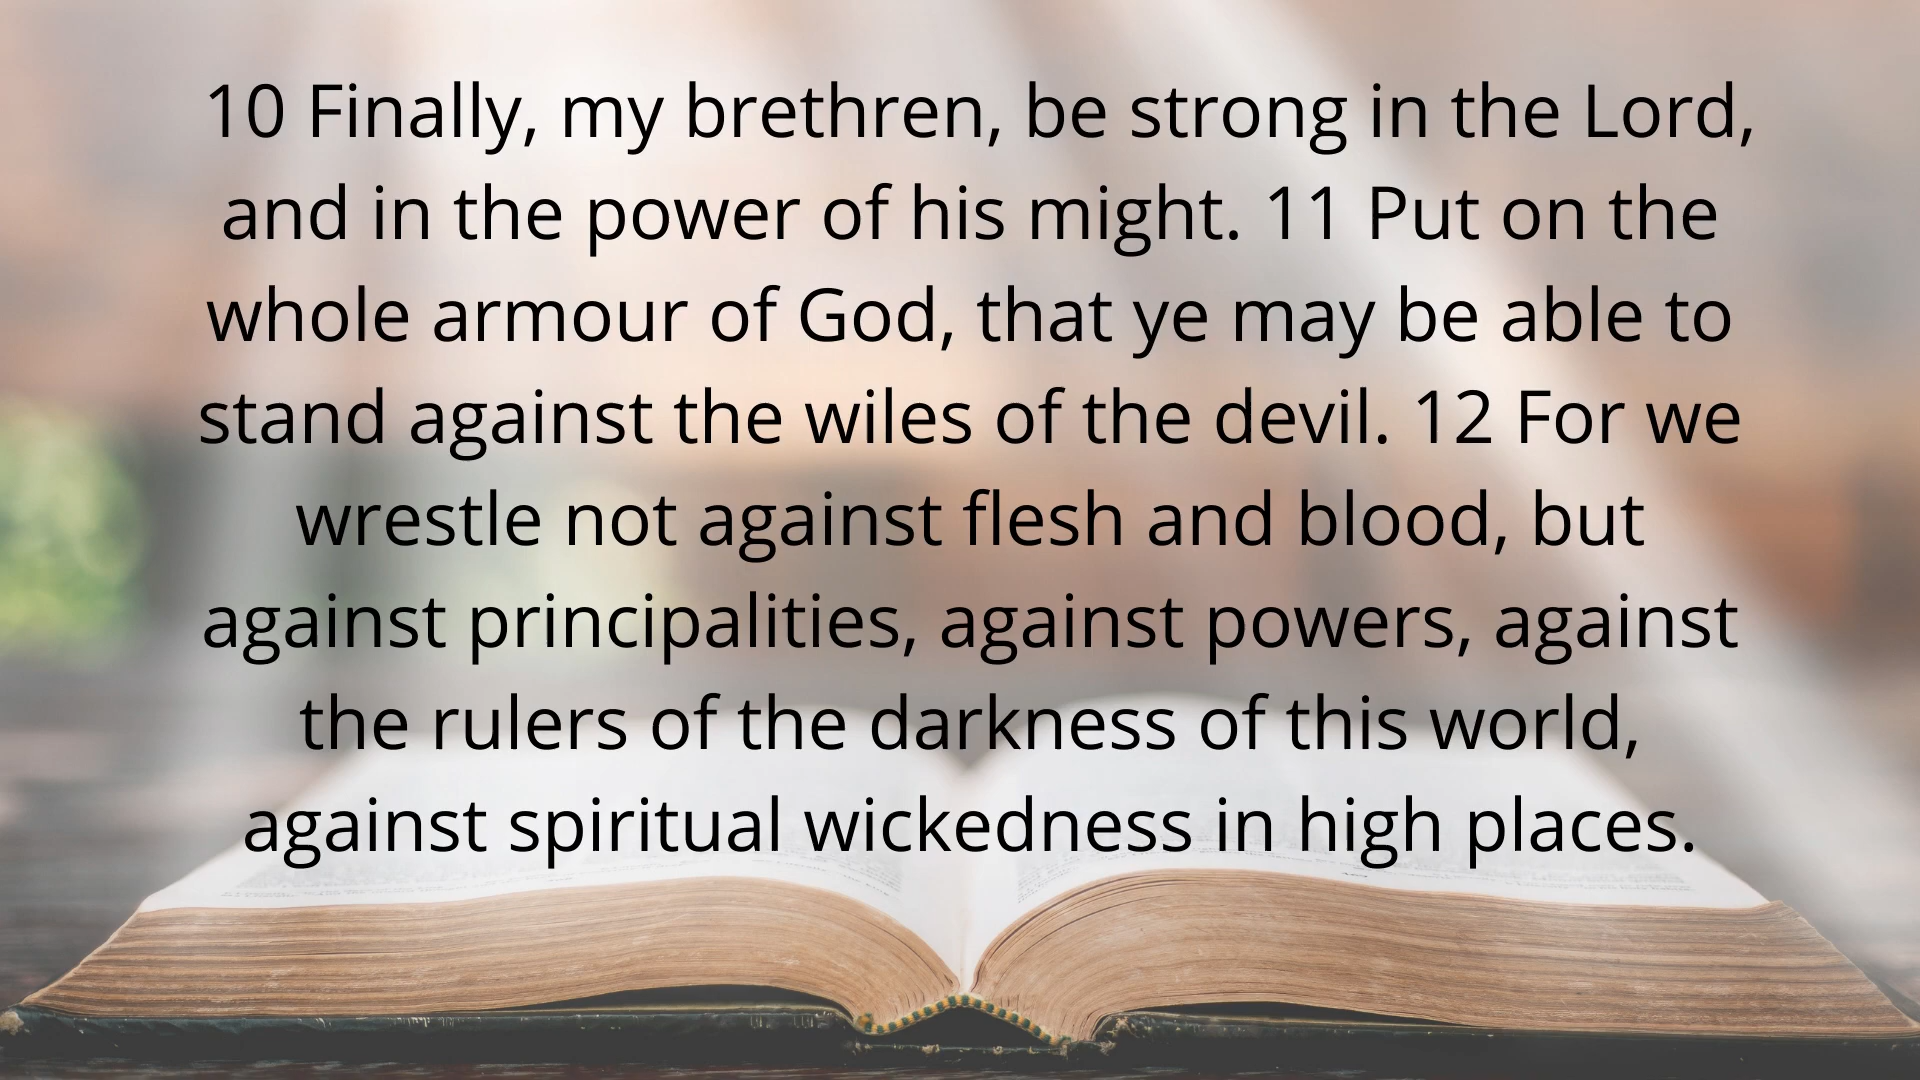 10 Finally, my brethren, be strong in the Lord,
and in the power of his might. 11 Put on the
whole armour of God, that ye may be able to
stand against the wiles of the devil. 12 For we
wrestle not against flesh and blood, but
against principalities, against powers, against
the rulers of the darkness of this world,
against spiritual wickedness in high places.